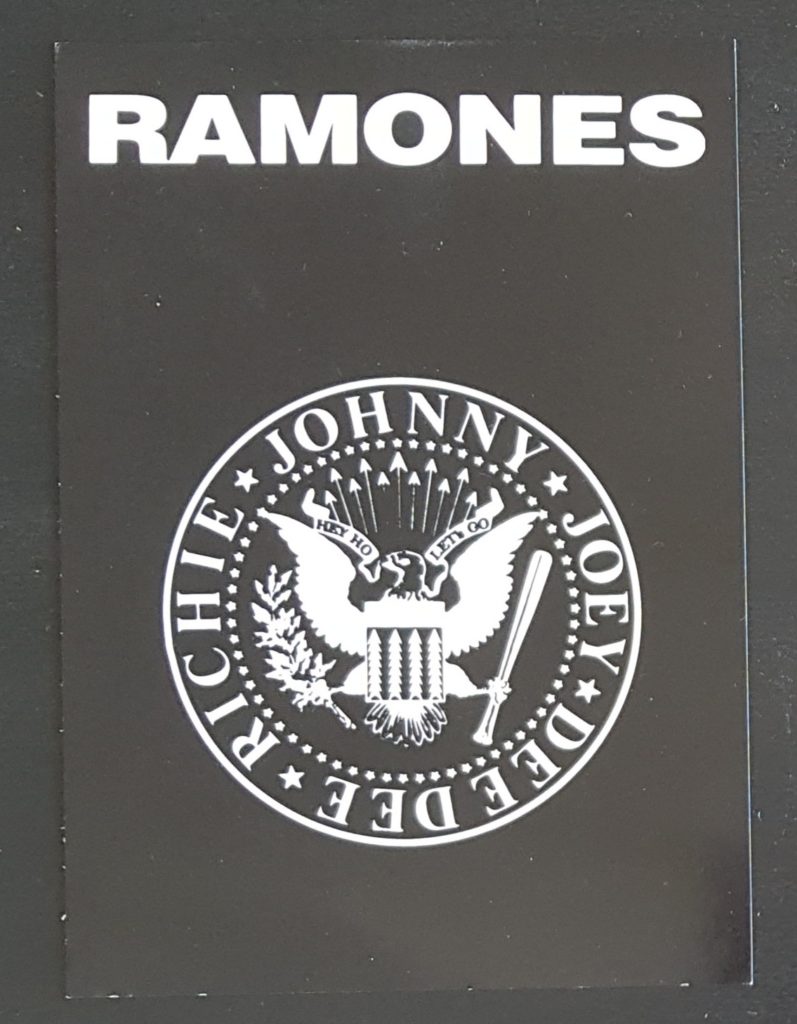 RAMONES
JOHNNY ★ JOEY ★ DEE DEE ★ RICHIE ★
HEY HO
LET'S GO